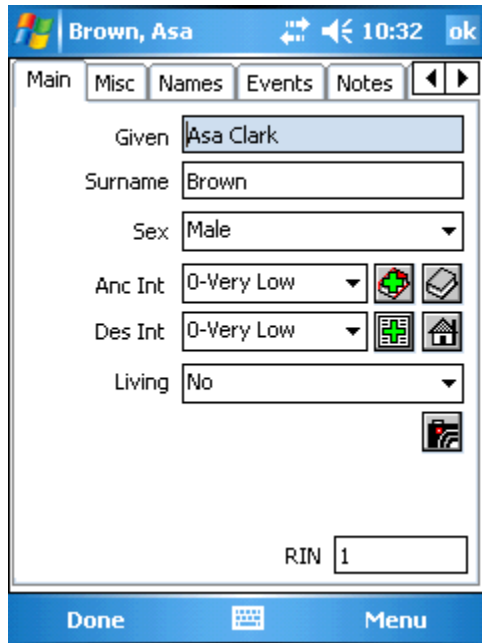 Brown, Asa 10:32 ok
Main Misc Names Events Notes
Given Asa Clark
Surname Brown
Sex Male
Anc Int 0-Very Low
Des Int 0-Very Low
Living No
RIN 1
Done Menu